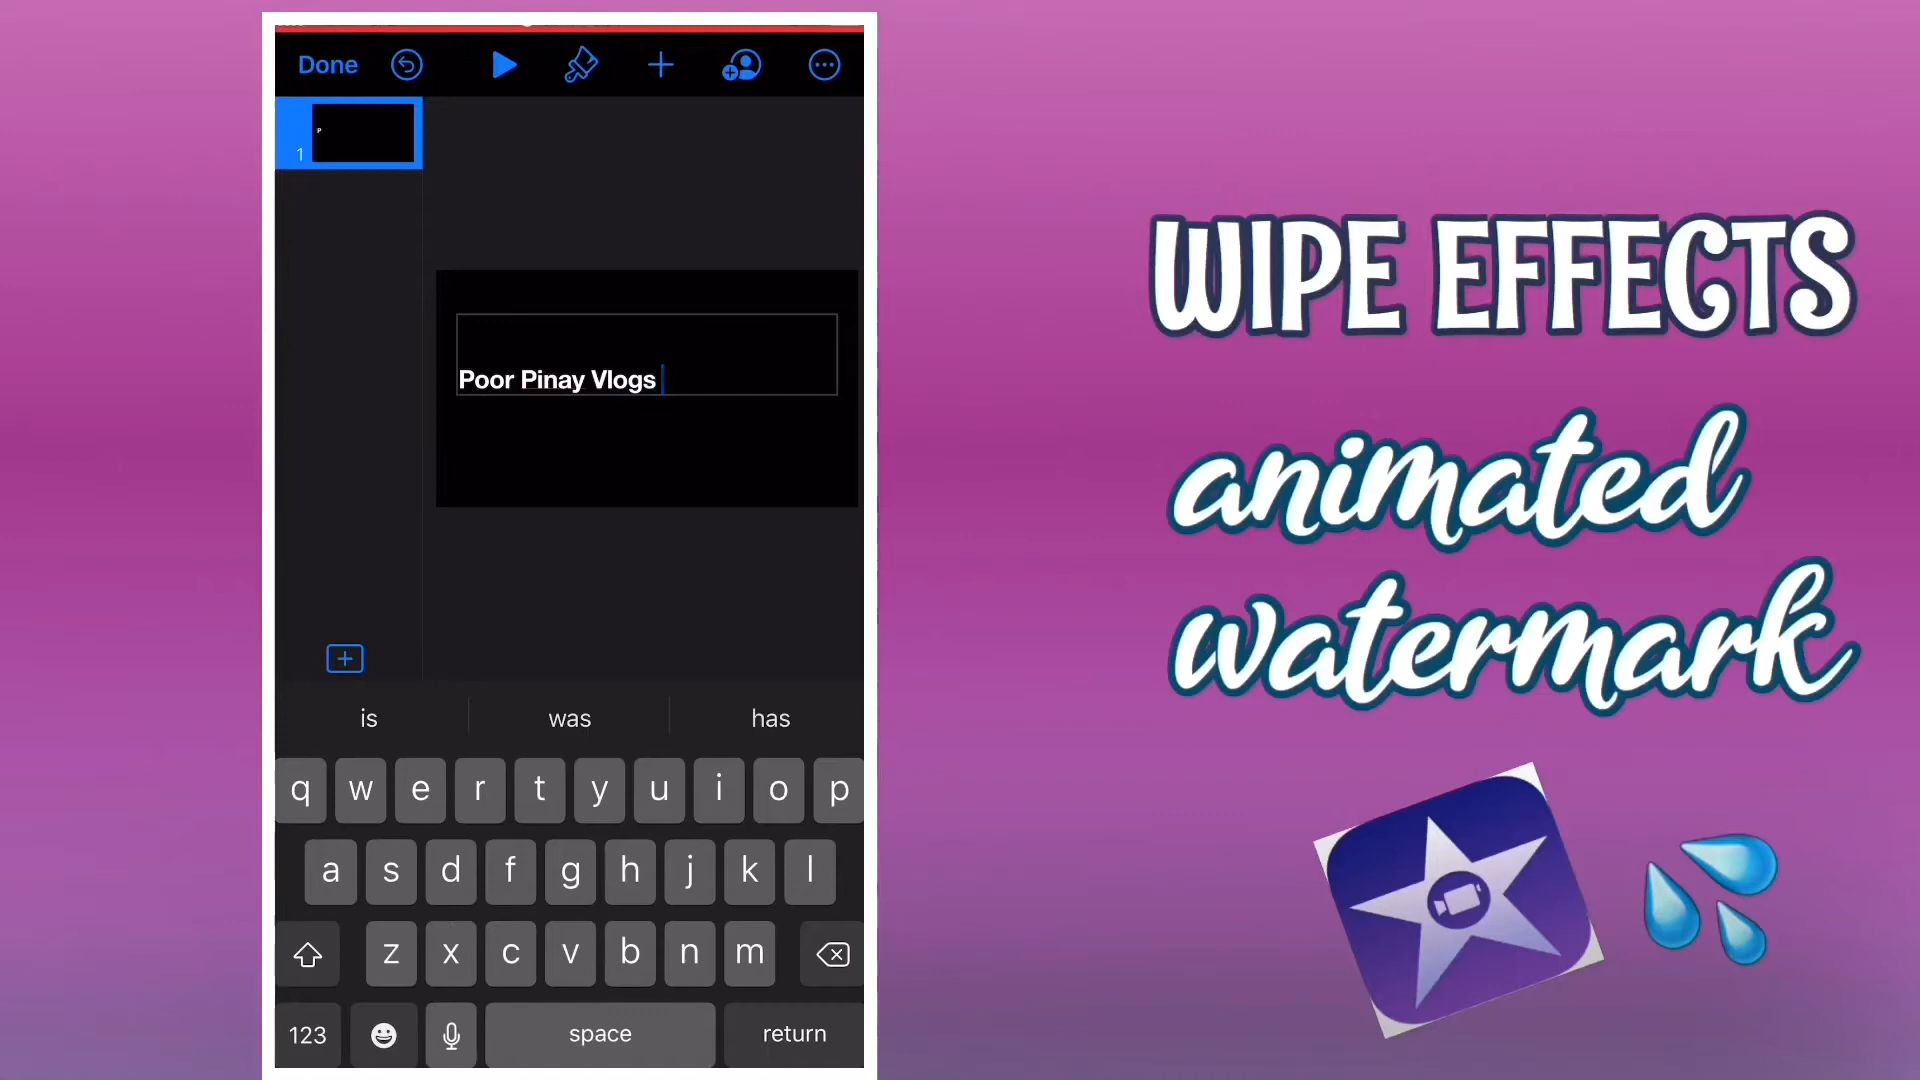 Done
P
1
Poor Pinay Vlogs
is was has
q w e r t y u i o p
a s d f g h j k l
z x c v b n m
123 space return
WIPE EFFECTS
animated
watermark